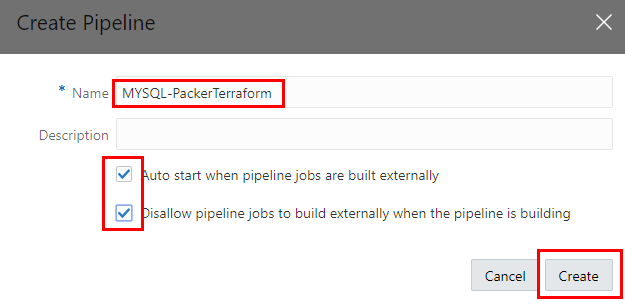 Create Pipeline
* Name MYSQL-PackerTerraform
Description
Auto start when pipeline jobs are built externally
Disallow pipeline jobs to build externally when the pipeline is building
Cancel Create